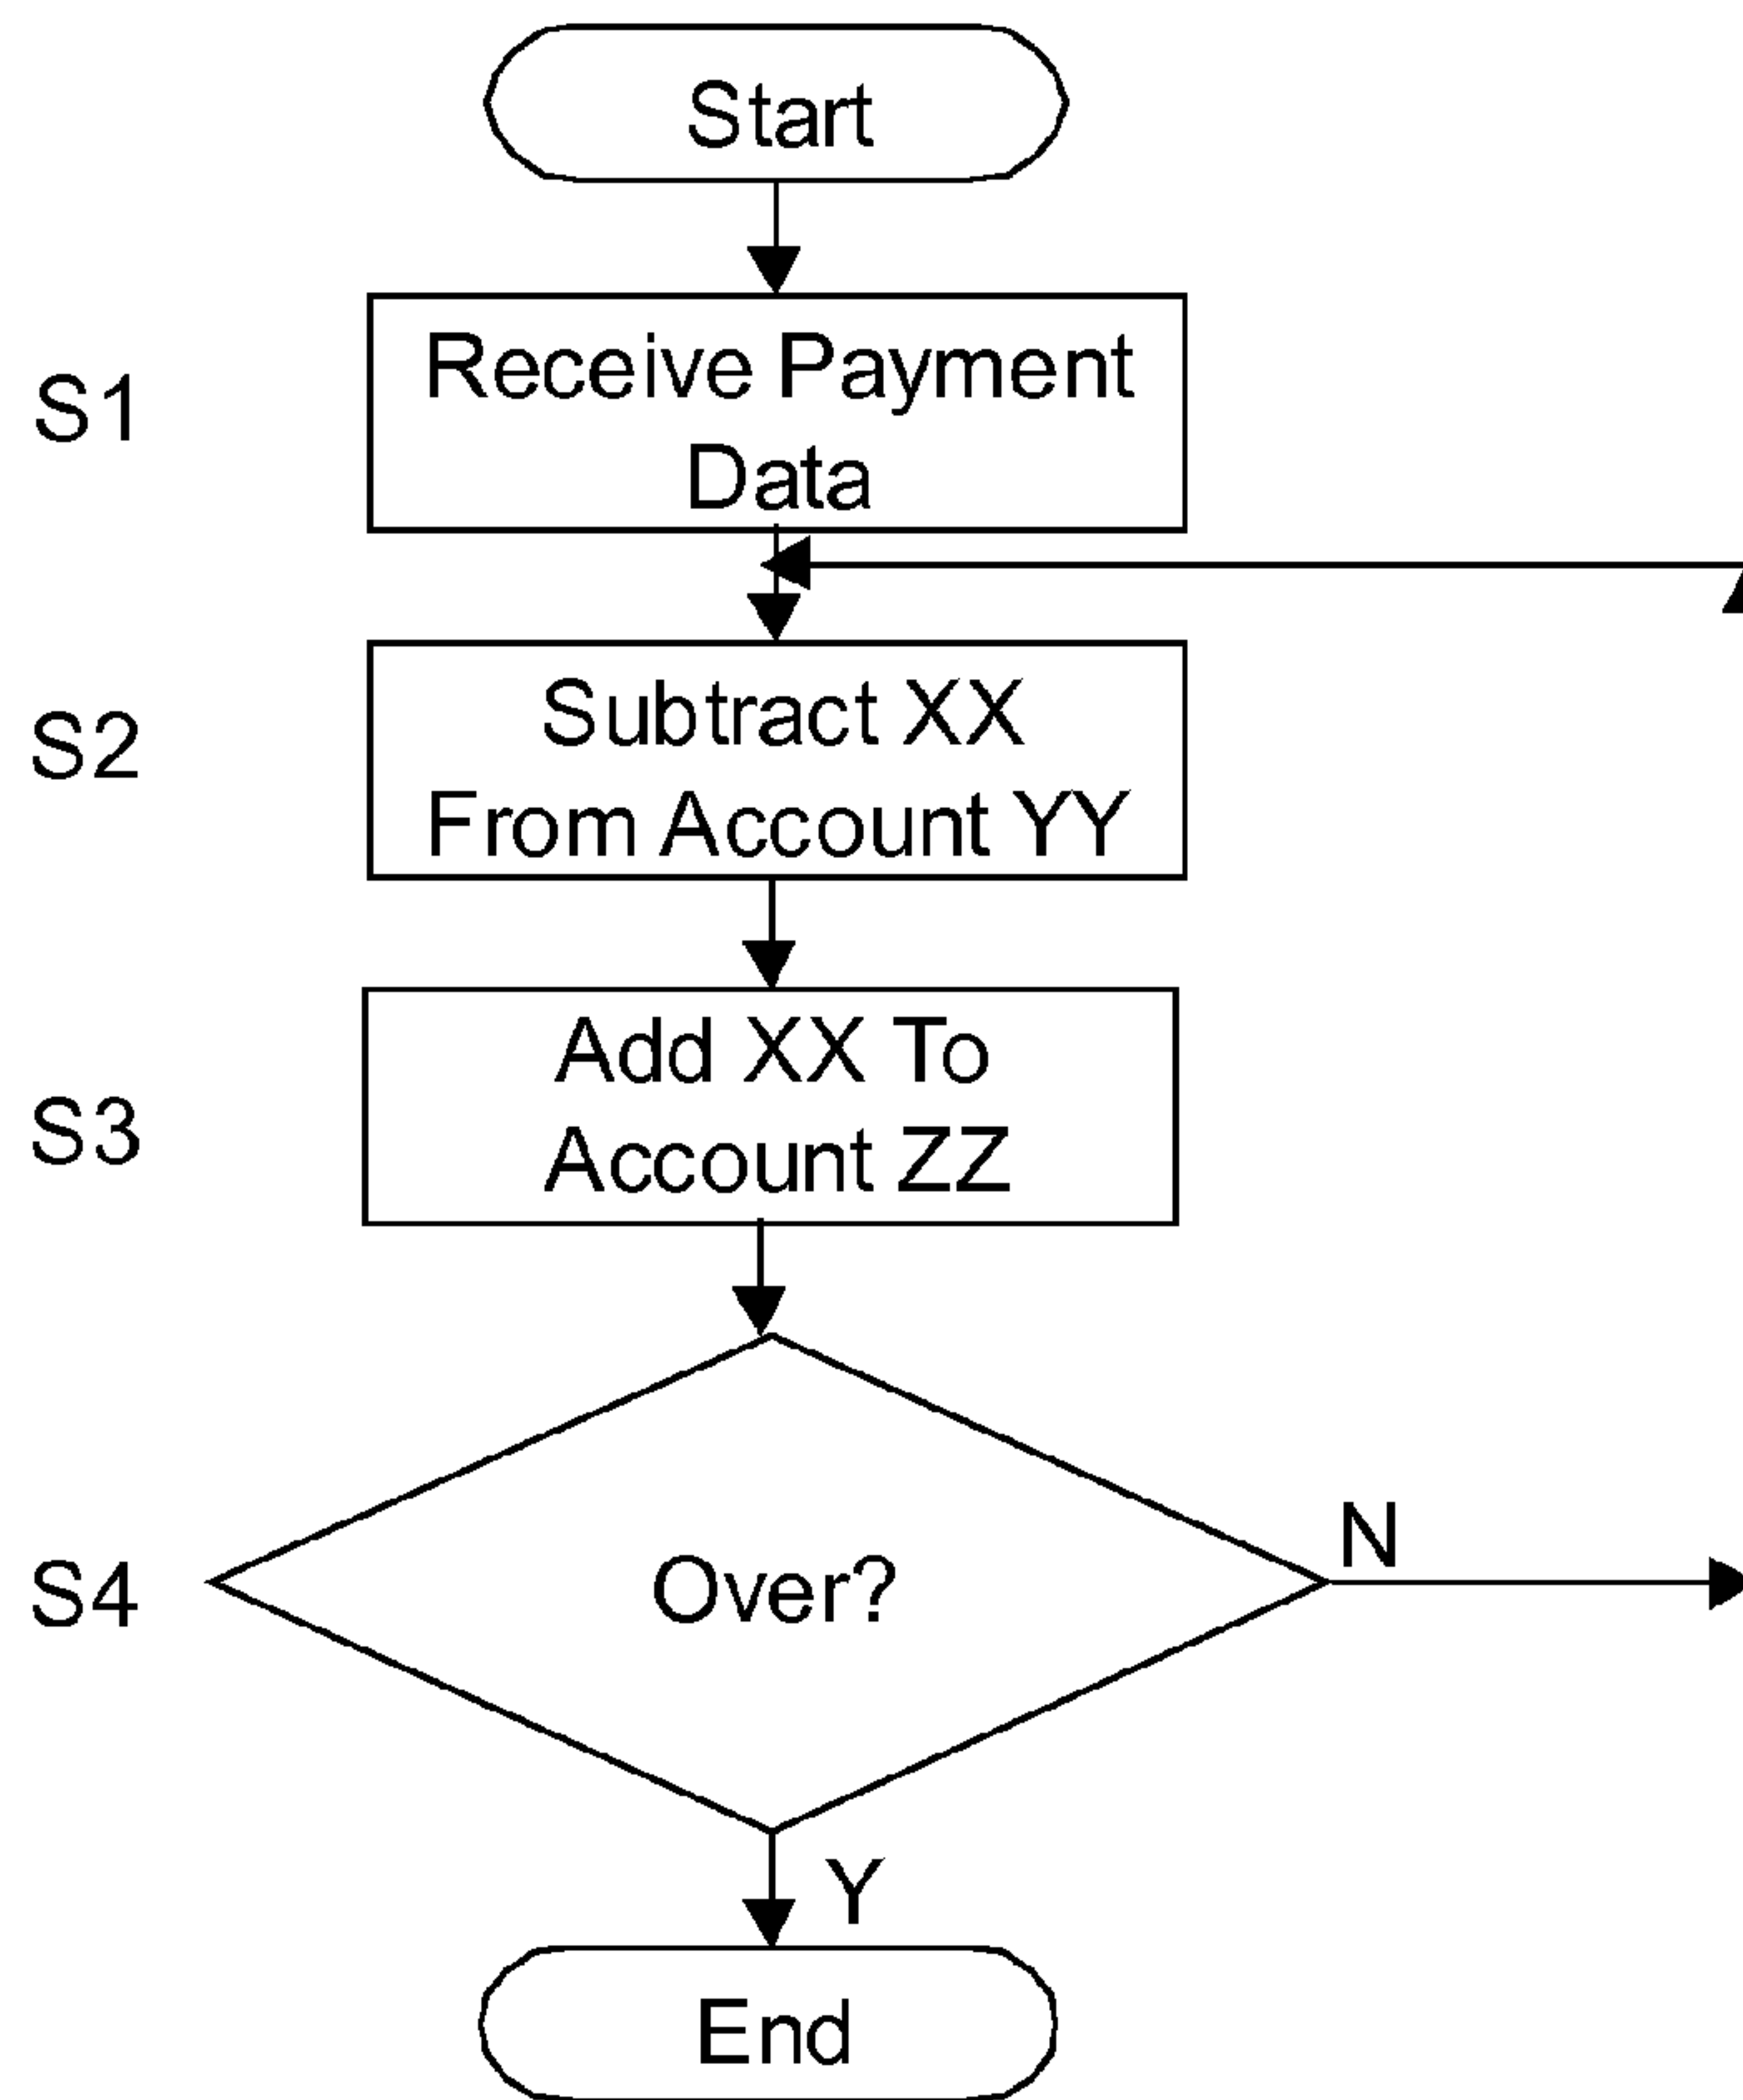 Start
S1
Receive Payment
Data
S2
Subtract XX
From Account YY
S3
Add XX To
Account ZZ
S4
Over?
N
Y
End